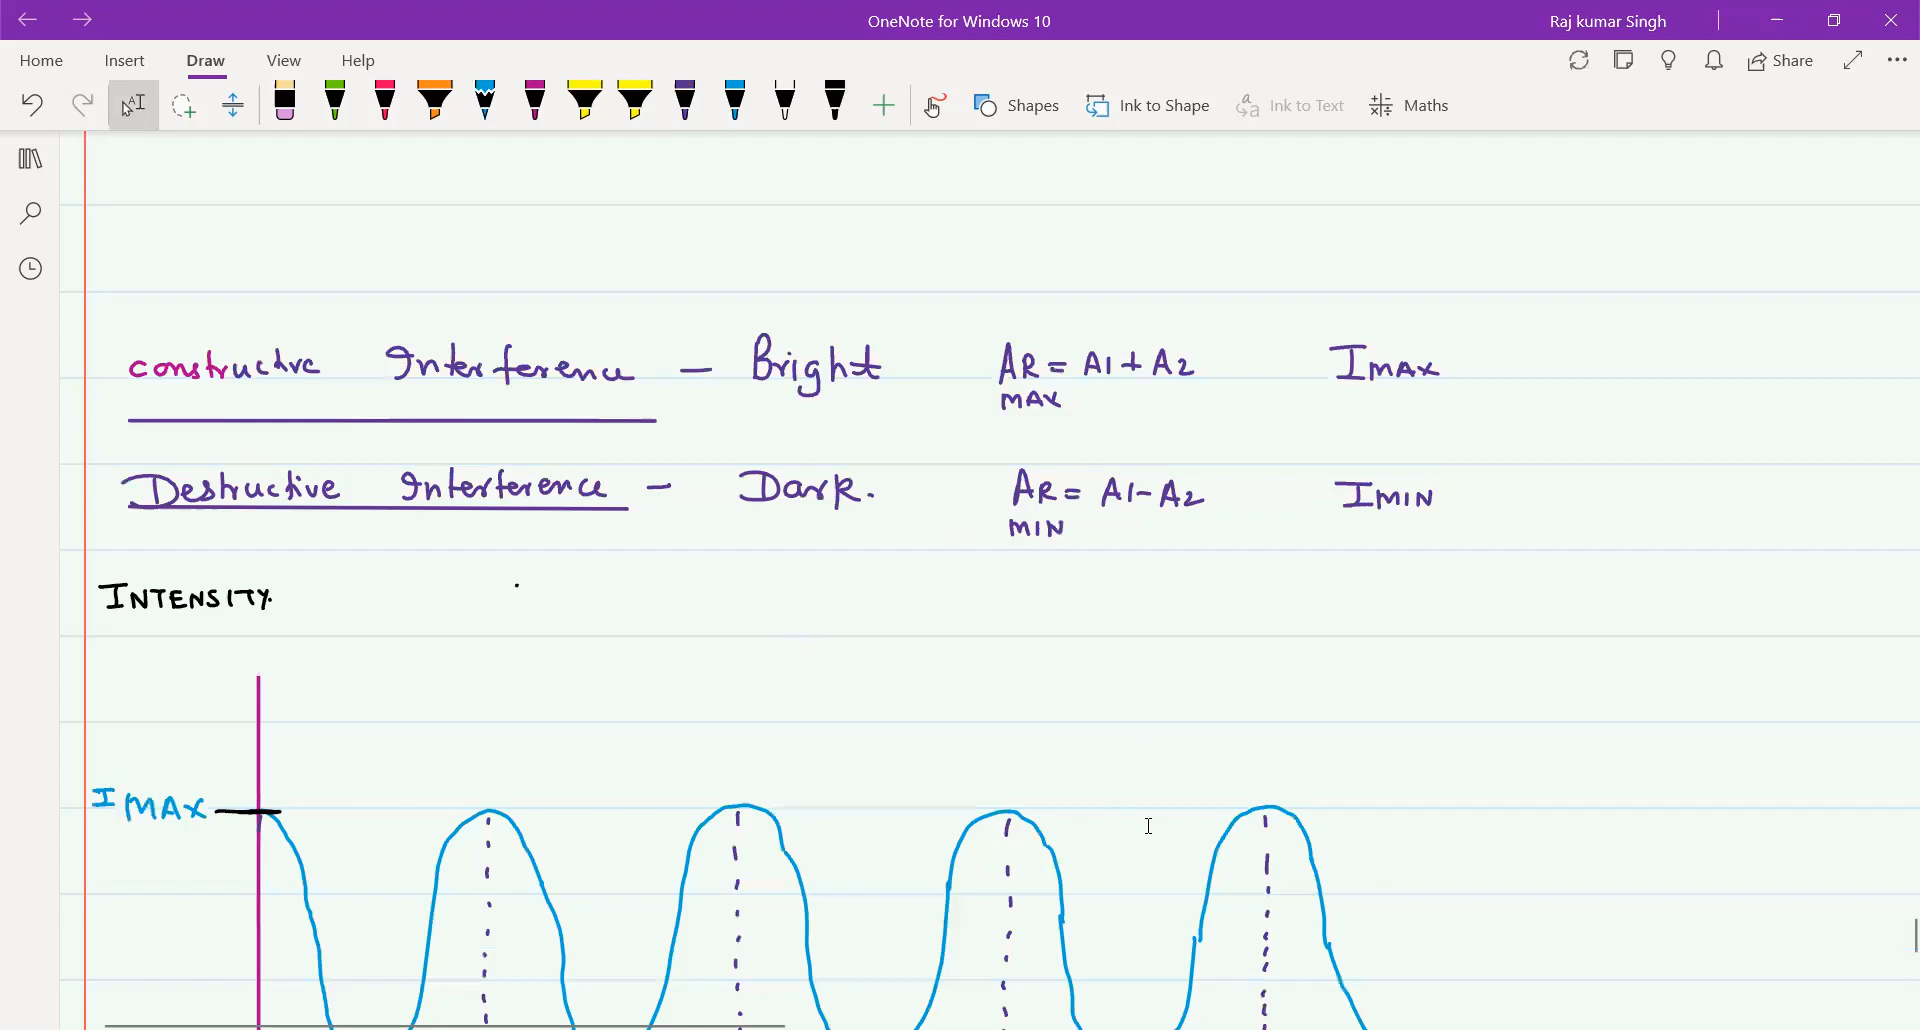 OneNote for Windows 10
Raj kumar Singh
Home Insert Draw View Help
Share
Shapes Ink to Shape Ink to Text Maths
constructive Interference — Bright AR = A1 + A2 IMAX
MAX
Destructive Interference — Dark. AR = A1 - A2 IMIN
MIN
INTENSITY.
I MAX